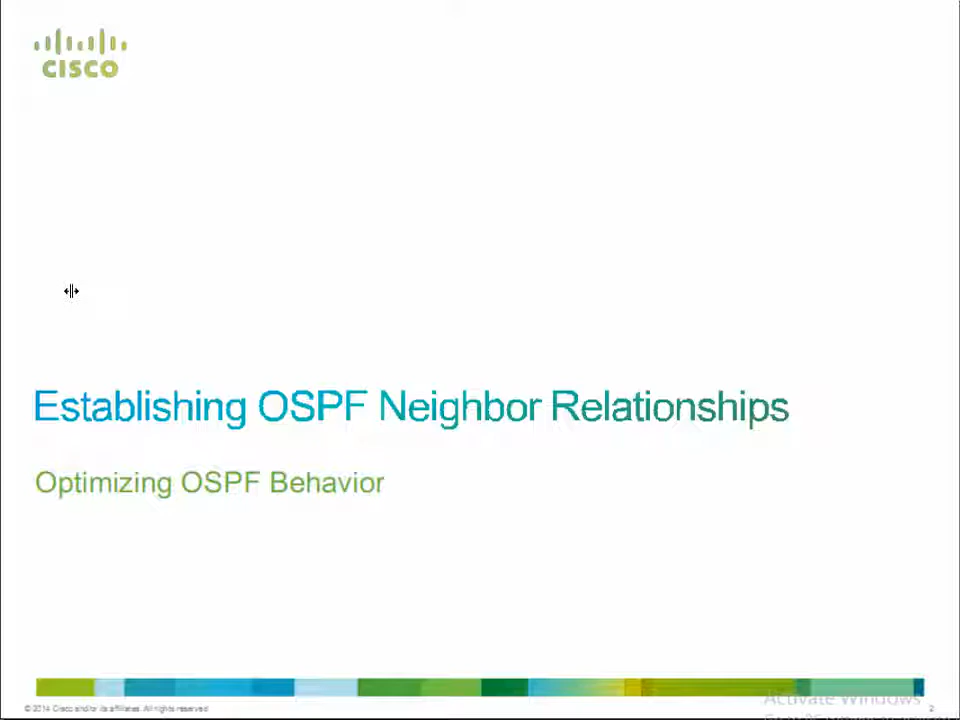 CISCO
Establishing OSPF Neighbor Relationships
Optimizing OSPF Behavior
© 2014 Cisco and/or its affiliates. All rights reserved
2
Activate Windows